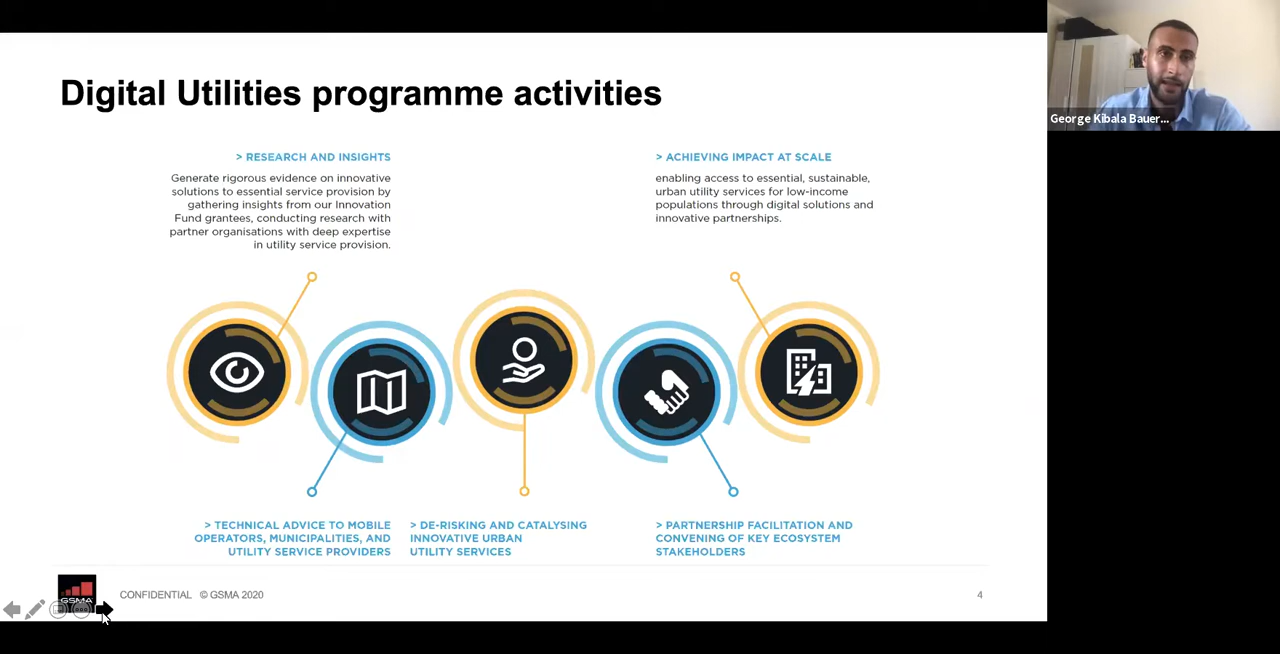 Digital Utilities programme activities
George Kibala Bauer...
> RESEARCH AND INSIGHTS
Generate rigorous evidence on innovative
solutions to essential service provision by
gathering insights from our Innovation
Fund grantees, conducting research with
partner organisations with deep expertise
in utility service provision.
> ACHIEVING IMPACT AT SCALE
enabling access to essential, sustainable,
urban utility services for low-income
populations through digital solutions and
innovative partnerships.
> TECHNICAL ADVICE TO MOBILE
OPERATORS, MUNICIPALITIES, AND
UTILITY SERVICE PROVIDERS
> DE-RISKING AND CATALYSING
INNOVATIVE URBAN
UTILITY SERVICES
> PARTNERSHIP FACILITATION AND
CONVENING OF KEY ECOSYSTEM
STAKEHOLDERS
GSMA
CONFIDENTIAL © GSMA 2020
4